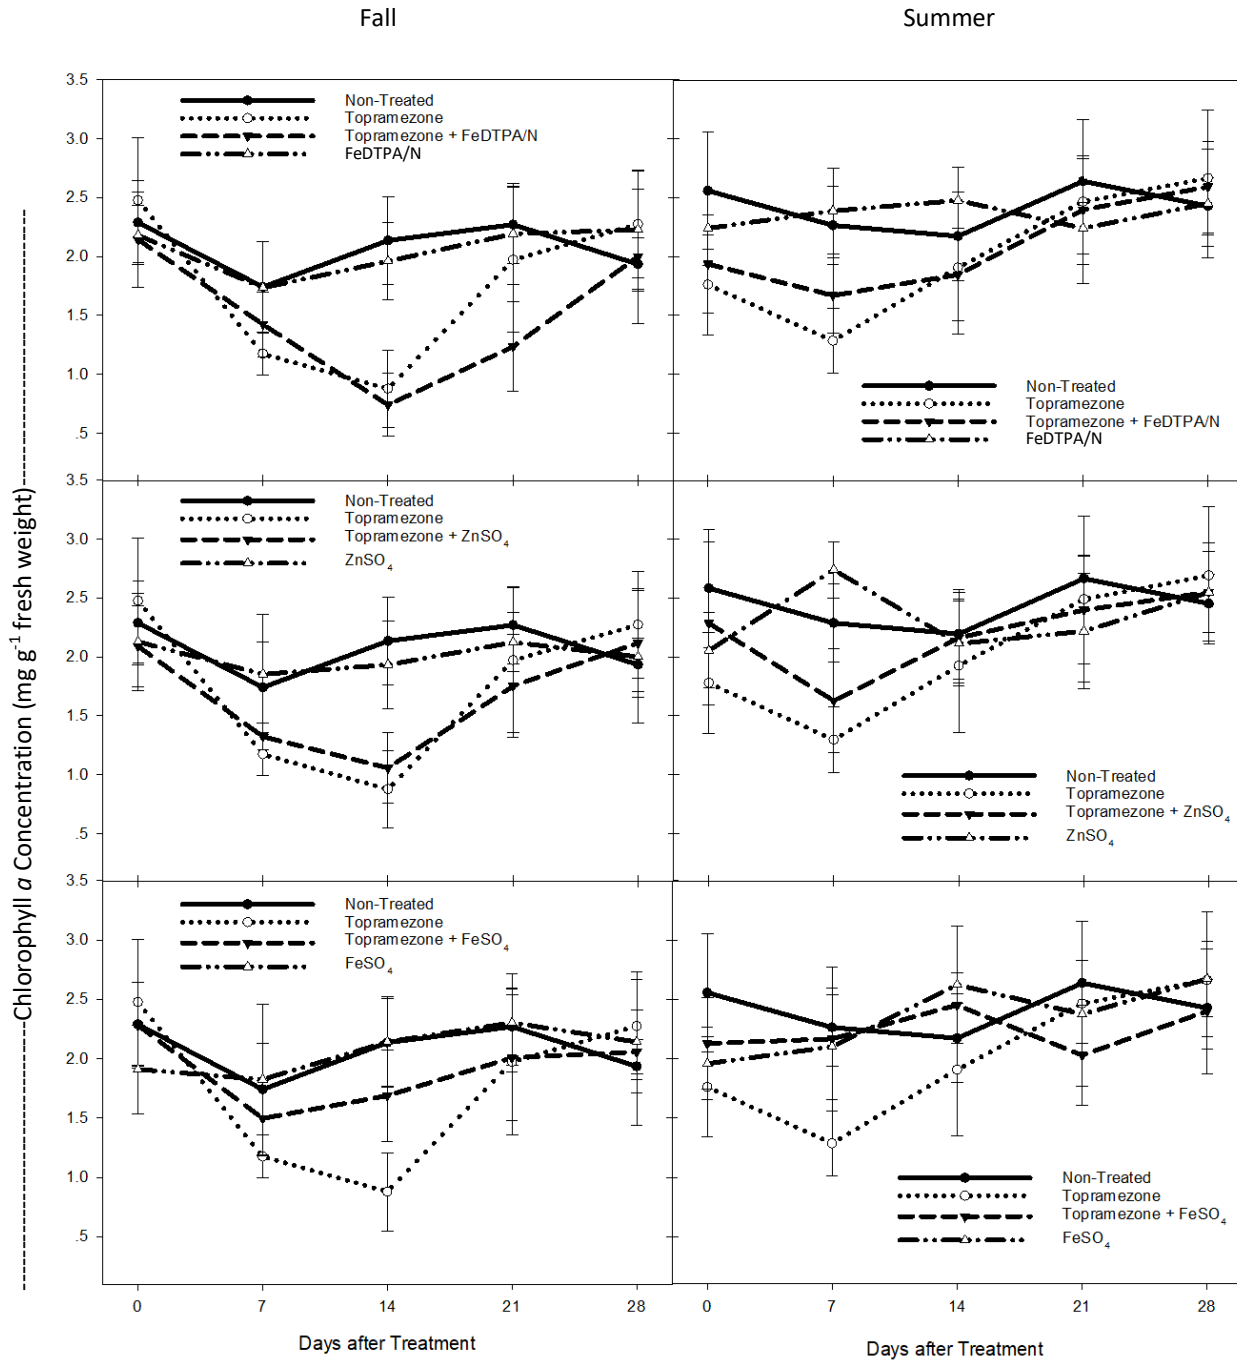 Fall
Summer
Chlorophyll a Concentration (mg g⁻¹ fresh weight)
3.5
3.0
2.5
2.0
1.5
1.0
.5
Non-Treated
Topramezone
Topramezone + FeDTPA/N
FeDTPA/N
Non-Treated
Topramezone
Topramezone + FeDTPA/N
FeDTPA/N
3.5
3.0
2.5
2.0
1.5
1.0
.5
Non-Treated
Topramezone
Topramezone + ZnSO₄
ZnSO₄
Non-Treated
Topramezone
Topramezone + ZnSO₄
ZnSO₄
3.5
3.0
2.5
2.0
1.5
1.0
.5
Non-Treated
Topramezone
Topramezone + FeSO₄
FeSO₄
Non-Treated
Topramezone
Topramezone + FeSO₄
FeSO₄
0 7 14 21 28
0 7 14 21 28
Days after Treatment
Days after Treatment